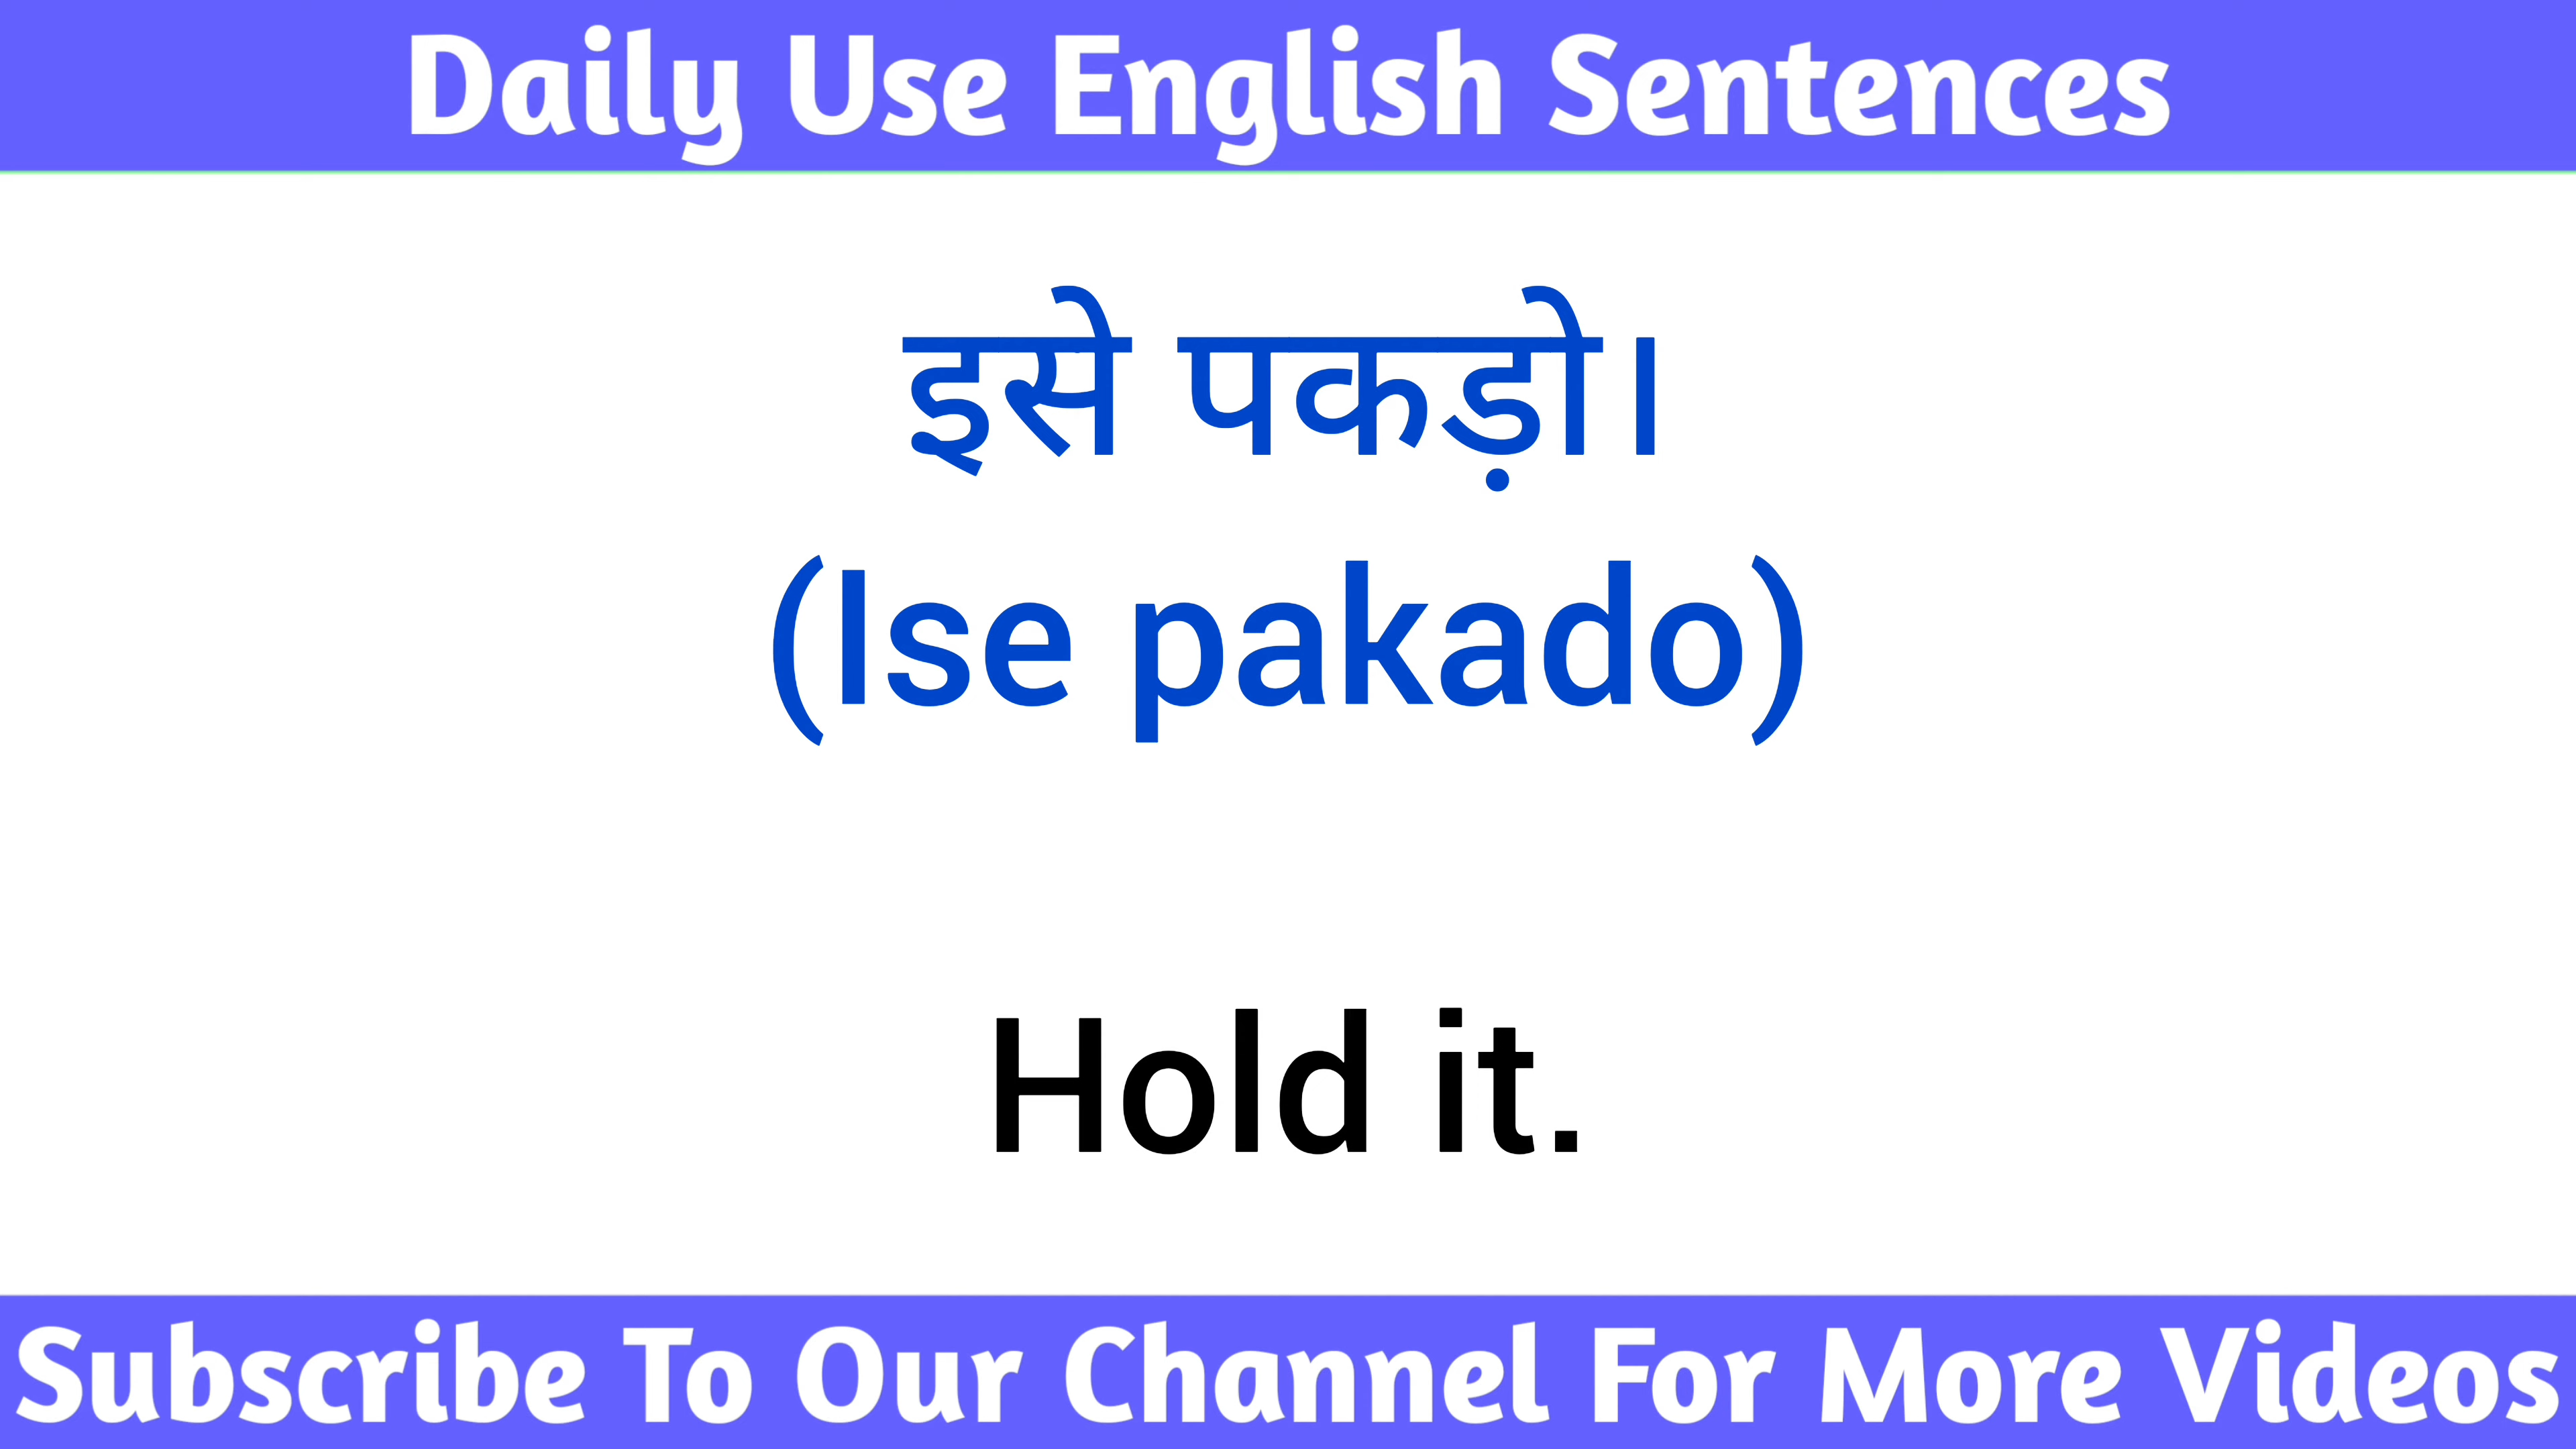 Daily Use English Sentences
इसे पकड़ो।
(Ise pakado)
Hold it.
Subscribe To Our Channel For More Videos